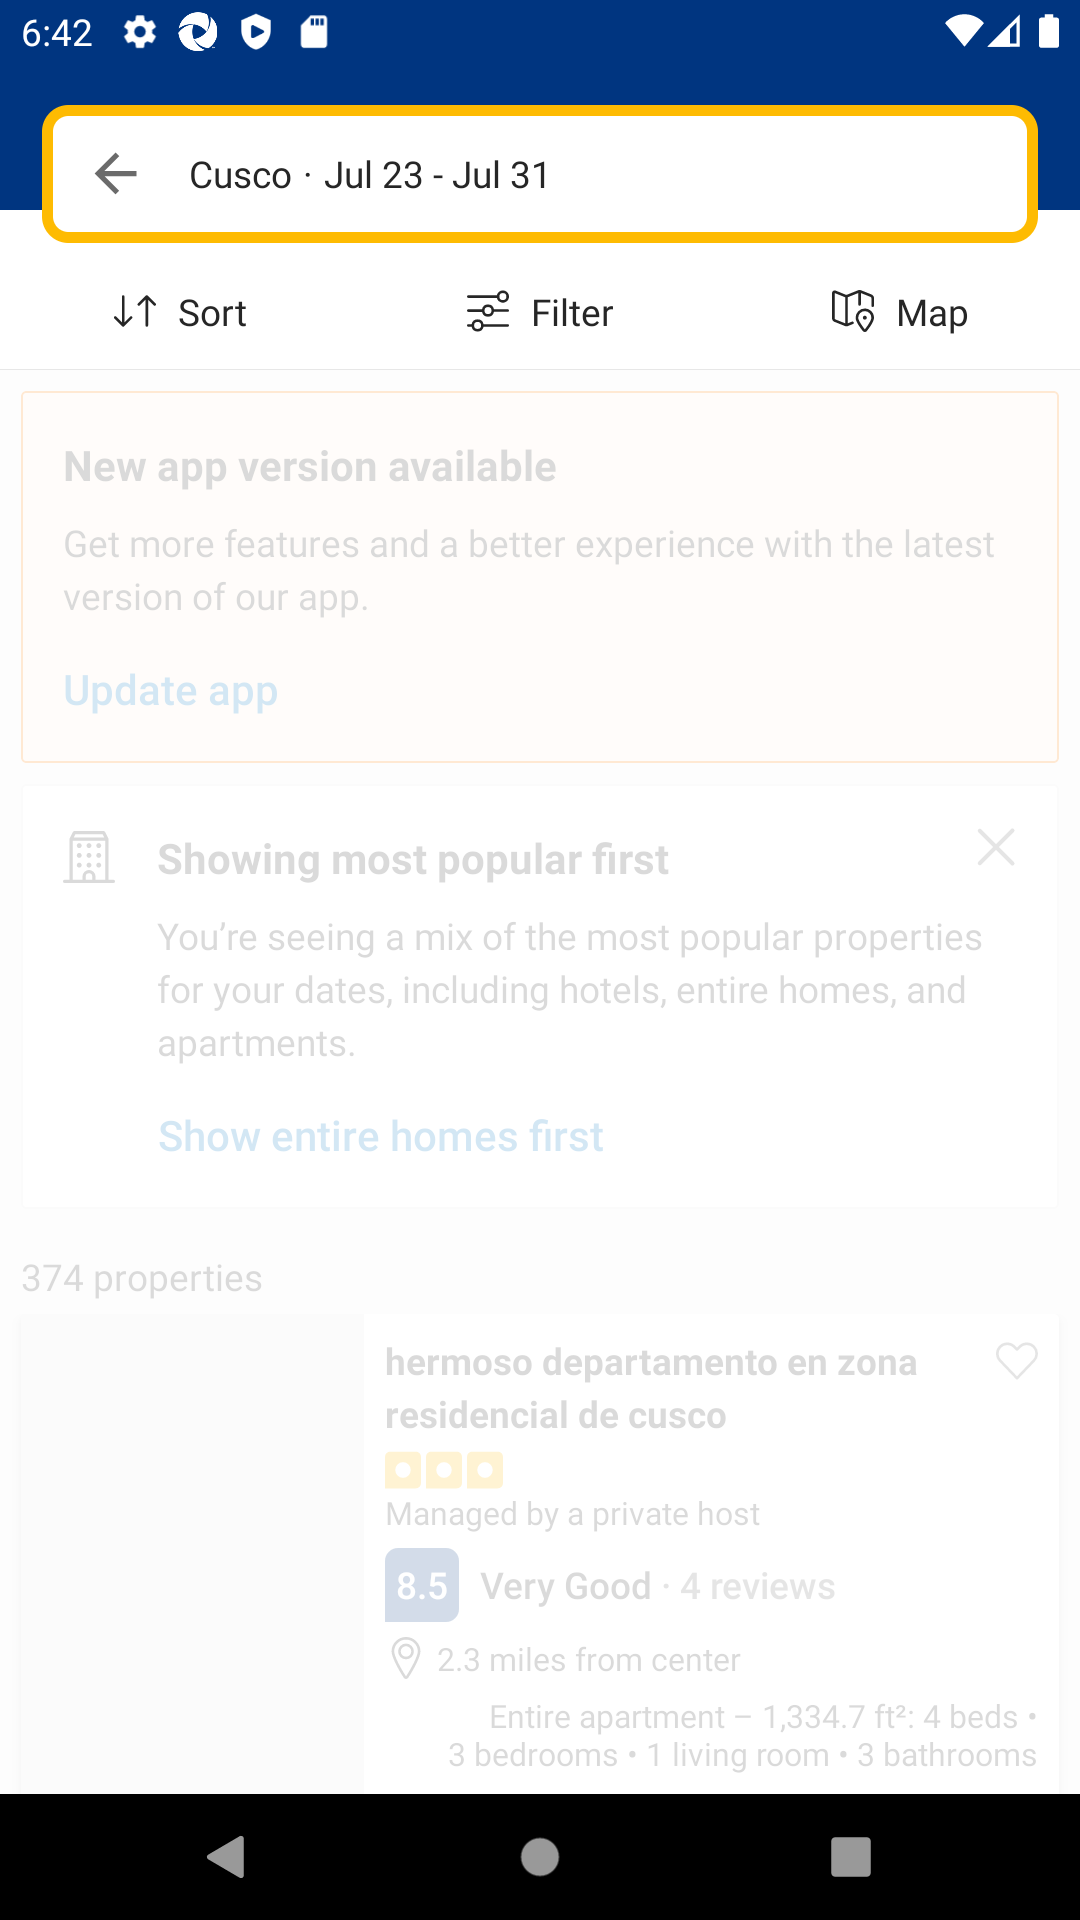 6:42
Cusco · Jul 23 - Jul 31
Sort
Filter
Map
New app version available
Get more features and a better experience with the latest
version of our app.
Update app
Showing most popular first
You’re seeing a mix of the most popular properties
for your dates, including hotels, entire homes, and
apartments.
Show entire homes first
374 properties
hermoso departamento en zona
residencial de cusco
Managed by a private host
8.5 Very Good · 4 reviews
2.3 miles from center
Entire apartment – 1,334.7 ft²: 4 beds •
3 bedrooms • 1 living room • 3 bathrooms